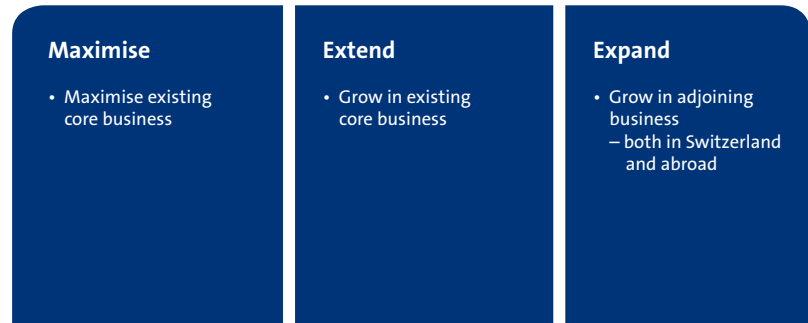 Maximise
• Maximise existing
core business
Extend
• Grow in existing
core business
Expand
• Grow in adjoining
business
– both in Switzerland
and abroad